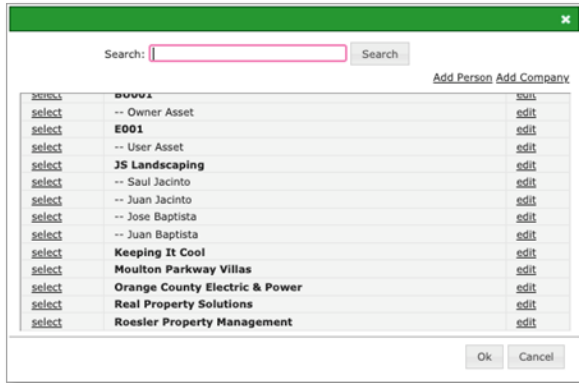 Search: Search
Add Person Add Company
select BO001 edit
select -- Owner Asset edit
select E001 edit
select -- User Asset edit
select JS Landscaping edit
select -- Saul Jacinto edit
select -- Juan Jacinto edit
select -- Jose Baptista edit
select -- Juan Baptista edit
select Keeping It Cool edit
select Moulton Parkway Villas edit
select Orange County Electric & Power edit
select Real Property Solutions edit
select Roesler Property Management edit
Ok Cancel